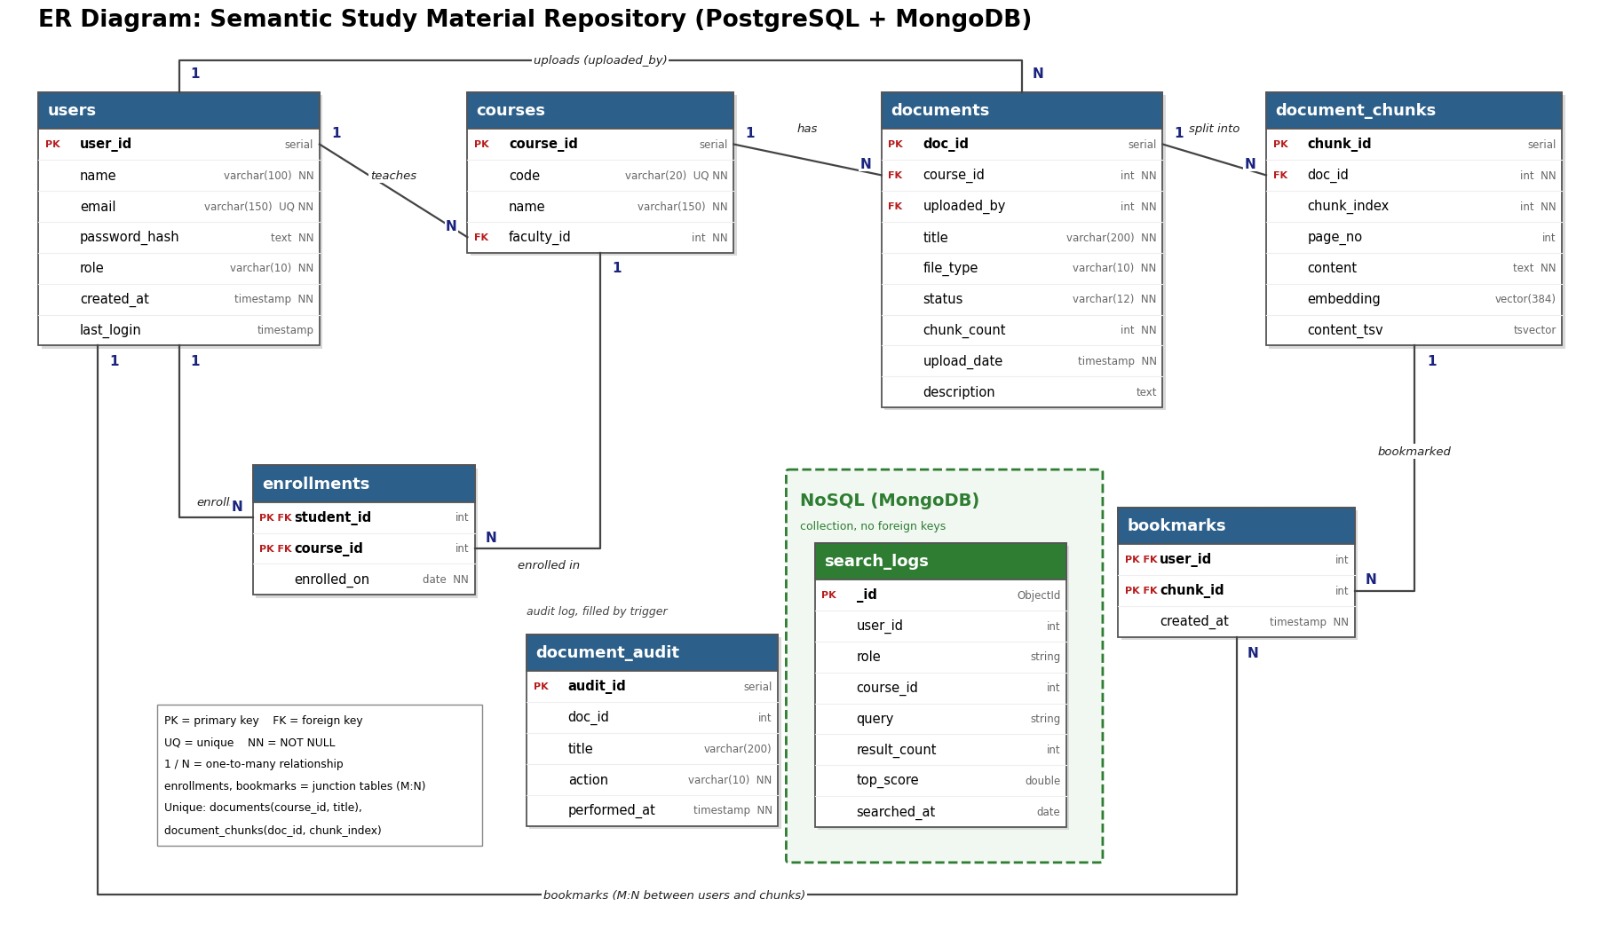 ER Diagram: Semantic Study Material Repository (PostgreSQL + MongoDB)
uploads (uploaded_by)
1
N
users
PK user_id serial
name varchar(100) NN
email varchar(150) UQ NN
password_hash text NN
role varchar(10) NN
created_at timestamp NN
last_login timestamp
1
teaches
N
courses
PK course_id serial
code varchar(20) UQ NN
name varchar(150) NN
FK faculty_id int NN
1
has
N
documents
PK doc_id serial
FK course_id int NN
FK uploaded_by int NN
title varchar(200) NN
file_type varchar(10) NN
status varchar(12) NN
chunk_count int NN
upload_date timestamp NN
description text
1
split into
N
document_chunks
PK chunk_id serial
FK doc_id int NN
chunk_index int NN
page_no int
content text NN
embedding vector(384)
content_tsv tsvector
1
1
1
1
bookmarked
enroll
N
enrollments
PK FK student_id int
PK FK course_id int
enrolled_on date NN
N
enrolled in
audit log, filled by trigger
document_audit
PK audit_id serial
doc_id int
title varchar(200)
action varchar(10) NN
performed_at timestamp NN
NoSQL (MongoDB)
collection, no foreign keys
search_logs
PK _id ObjectId
user_id int
role string
course_id int
query string
result_count int
top_score double
searched_at date
bookmarks
PK FK user_id int
PK FK chunk_id int
created_at timestamp NN
N
N
PK = primary key FK = foreign key
UQ = unique NN = NOT NULL
1 / N = one-to-many relationship
enrollments, bookmarks = junction tables (M:N)
Unique: documents(course_id, title),
document_chunks(doc_id, chunk_index)
bookmarks (M:N between users and chunks)